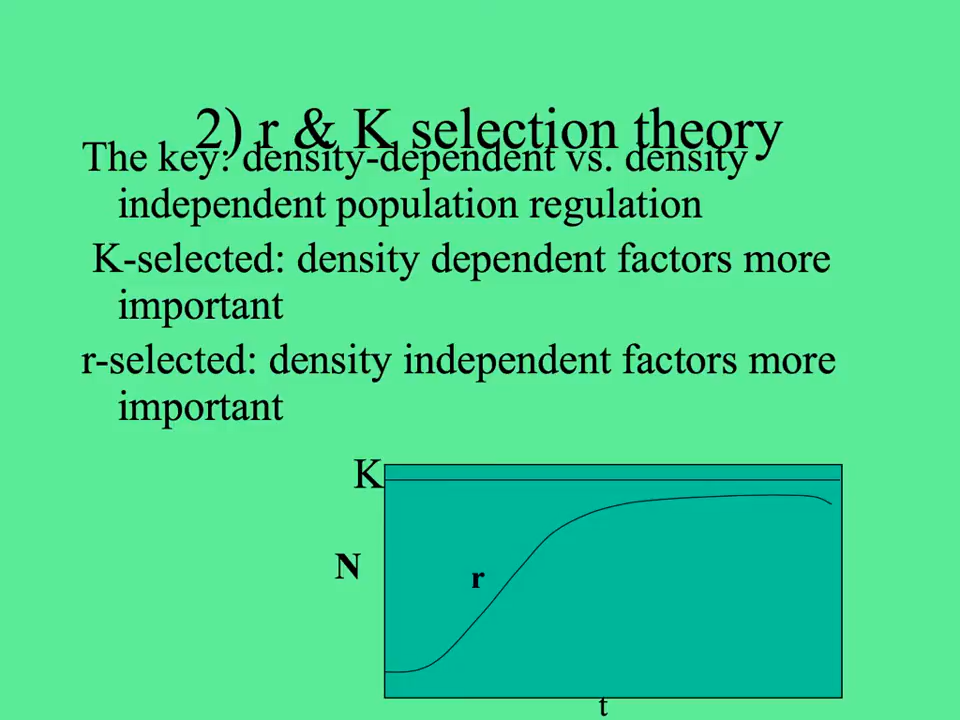 2) r & K selection theory
The key: density-dependent vs. density
independent population regulation
K-selected: density dependent factors more
important
r-selected: density independent factors more
important
K
N
r
t